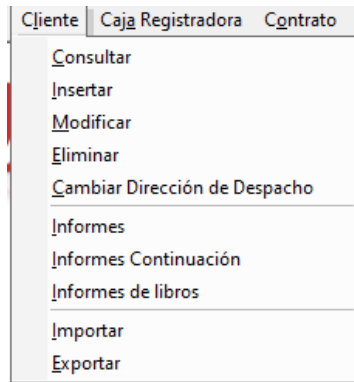 Cliente Caja Registradora Contrato
Consultar
Insertar
Modificar
Eliminar
Cambiar Dirección de Despacho
Informes
Informes Continuación
Informes de libros
Importar
Exportar